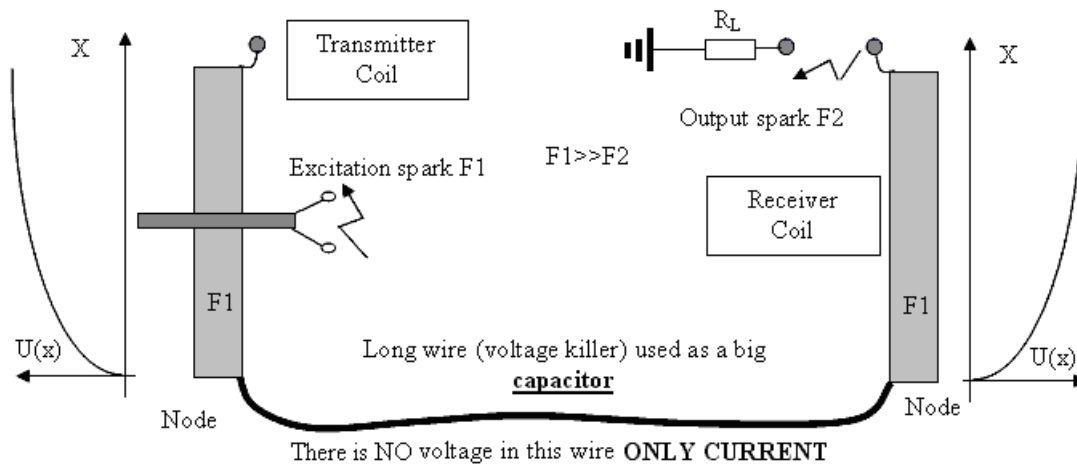 X
Transmitter
Coil
R_L
X
Output spark F2
Excitation spark F1
F1>>F2
Receiver
Coil
F1
F1
U(x)
U(x)
Long wire (voltage killer) used as a big
capacitor
Node
Node
There is NO voltage in this wire ONLY CURRENT